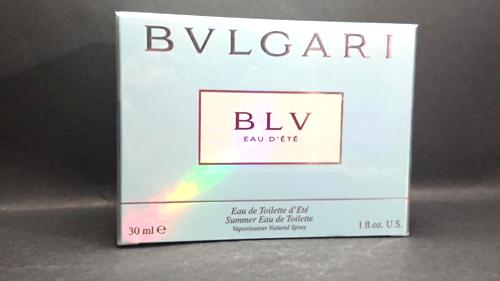 BVLGARI
BLV
EAU D'ÉTÉ
Eau de Toilette d'Eté
Summer Eau de Toilette
Vaporisateur Natural Spray
30 ml ℮
1 fl.oz. U.S.